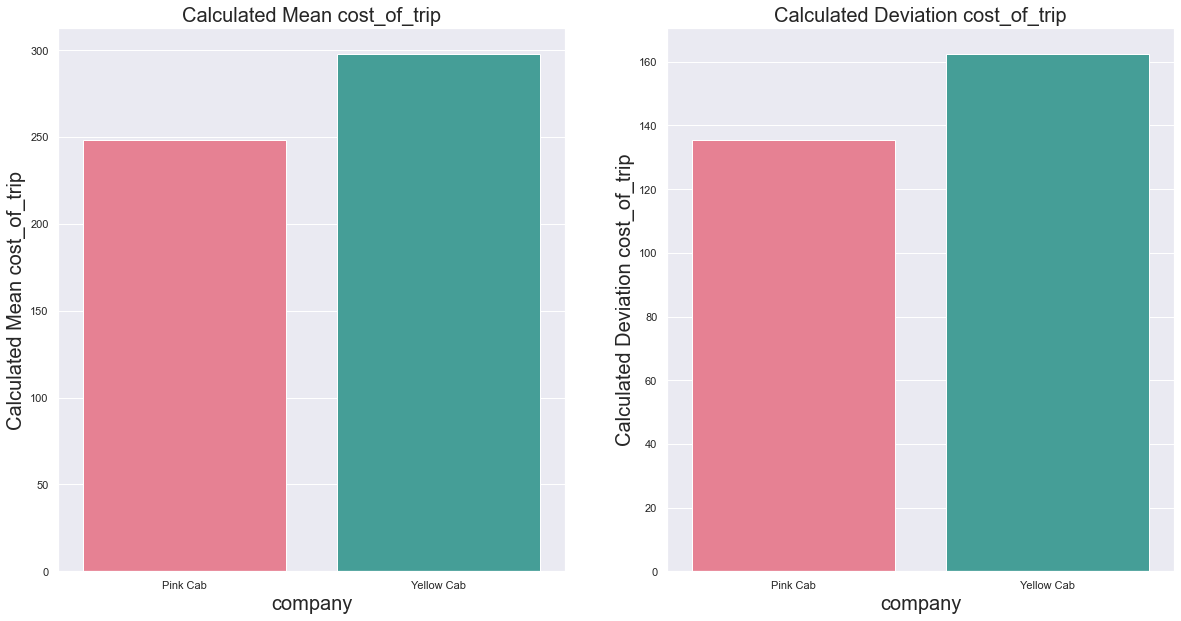 Calculated Mean cost_of_trip
Calculated Mean cost_of_trip
300
250
200
150
100
50
0
Pink Cab
Yellow Cab
company
Calculated Deviation cost_of_trip
Calculated Deviation cost_of_trip
160
140
120
100
80
60
40
20
0
Pink Cab
Yellow Cab
company